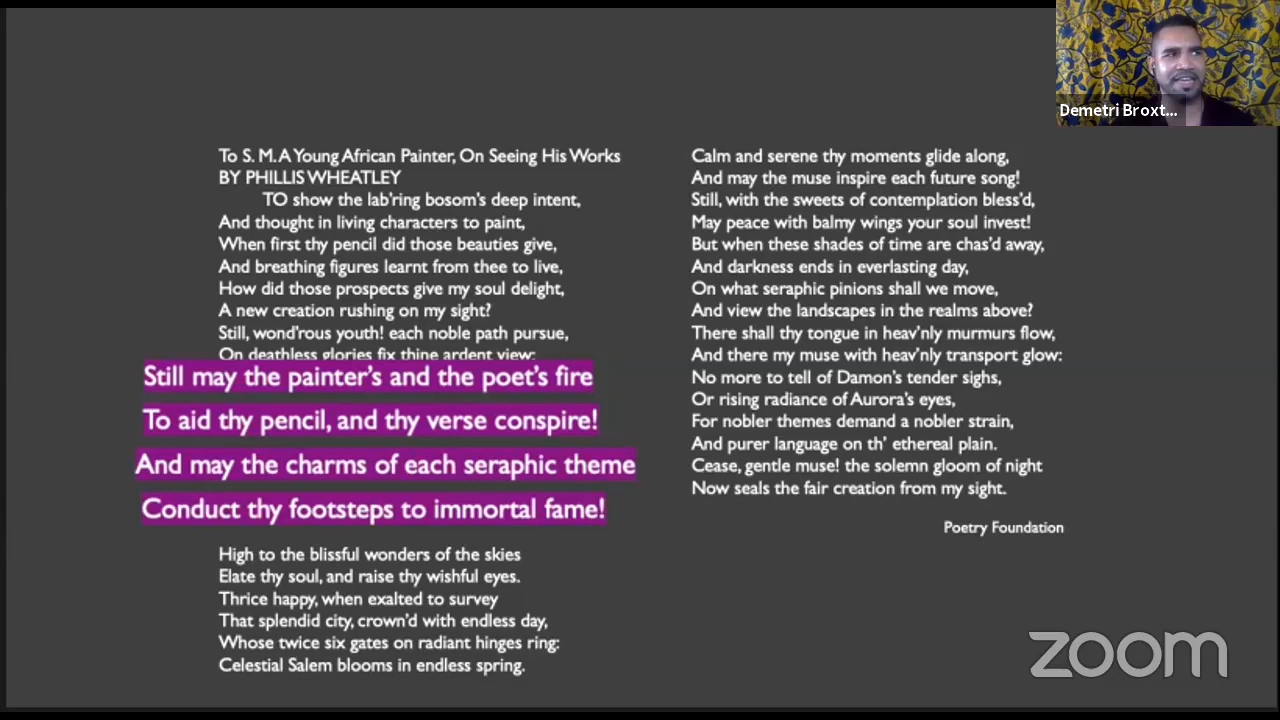 To S. M. A Young African Painter, On Seeing His Works
BY PHILLIS WHEATLEY
TO show the lab'ring bosom's deep intent,
And thought in living characters to paint,
When first thy pencil did those beauties give,
And breathing figures learnt from thee to live,
How did those prospects give my soul delight,
A new creation rushing on my sight?
Still, wond'rous youth! each noble path pursue,
On deathless glories fix thine ardent view:
Still may the painter's and the poet's fire
To aid thy pencil, and thy verse conspire!
And may the charms of each seraphic theme
Conduct thy footsteps to immortal fame!
High to the blissful wonders of the skies
Elate thy soul, and raise thy wishful eyes.
Thrice happy, when exalted to survey
That splendid city, crown'd with endless day,
Whose twice six gates on radiant hinges ring:
Celestial Salem blooms in endless spring.
Calm and serene thy moments glide along,
And may the muse inspire each future song!
Still, with the sweets of contemplation bless'd,
May peace with balmy wings your soul invest!
But when these shades of time are chas'd away,
And darkness ends in everlasting day,
On what seraphic pinions shall we move,
And view the landscapes in the realms above?
There shall thy tongue in heav'nly murmurs flow,
And there my muse with heav'nly transport glow:
No more to tell of Damon's tender sighs,
Or rising radiance of Aurora's eyes,
For nobler themes demand a nobler strain,
And purer language on th' ethereal plain.
Cease, gentle muse! the solemn gloom of night
Now seals the fair creation from my sight.
Poetry Foundation
Demetri Broxt...
zoom